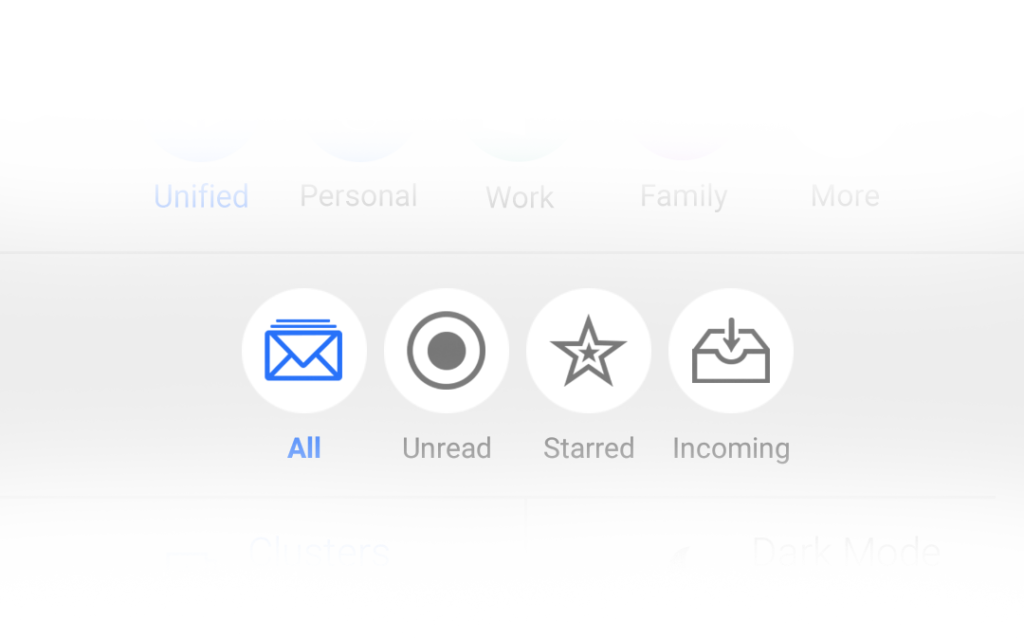 Unified Personal Work Family More
All Unread Starred Incoming
Clusters Dark Mode